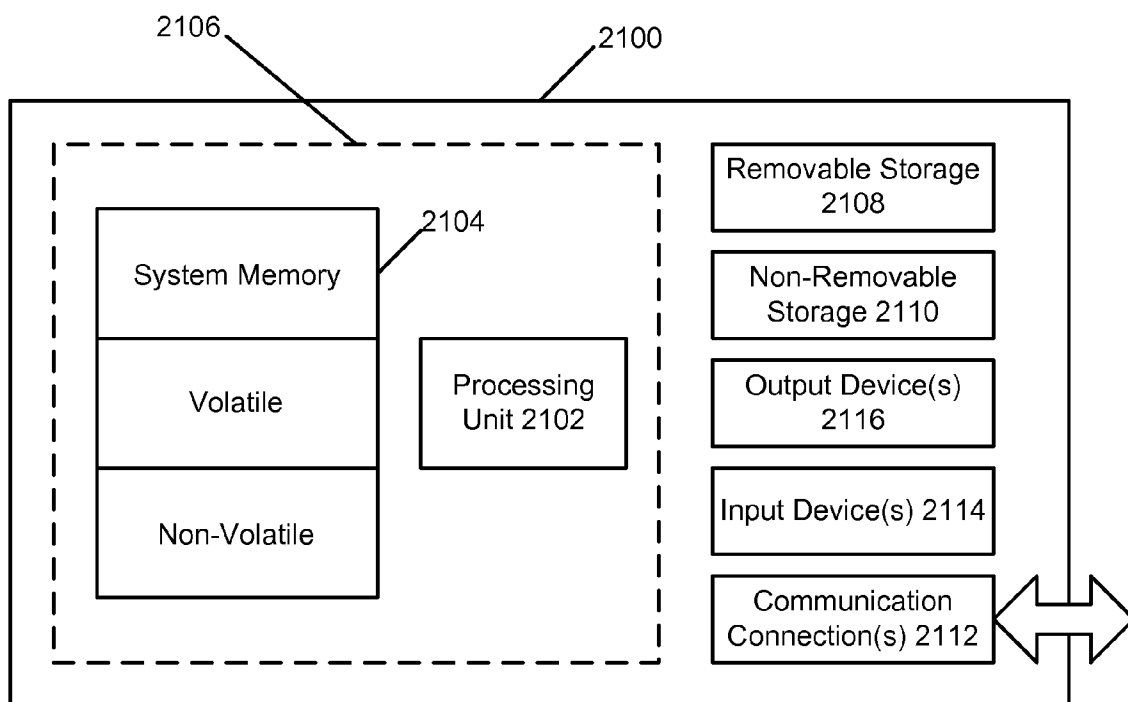 2106
2100
2104
System Memory
Volatile
Non-Volatile
Processing
Unit 2102
Removable Storage
2108
Non-Removable
Storage 2110
Output Device(s)
2116
Input Device(s) 2114
Communication
Connection(s) 2112